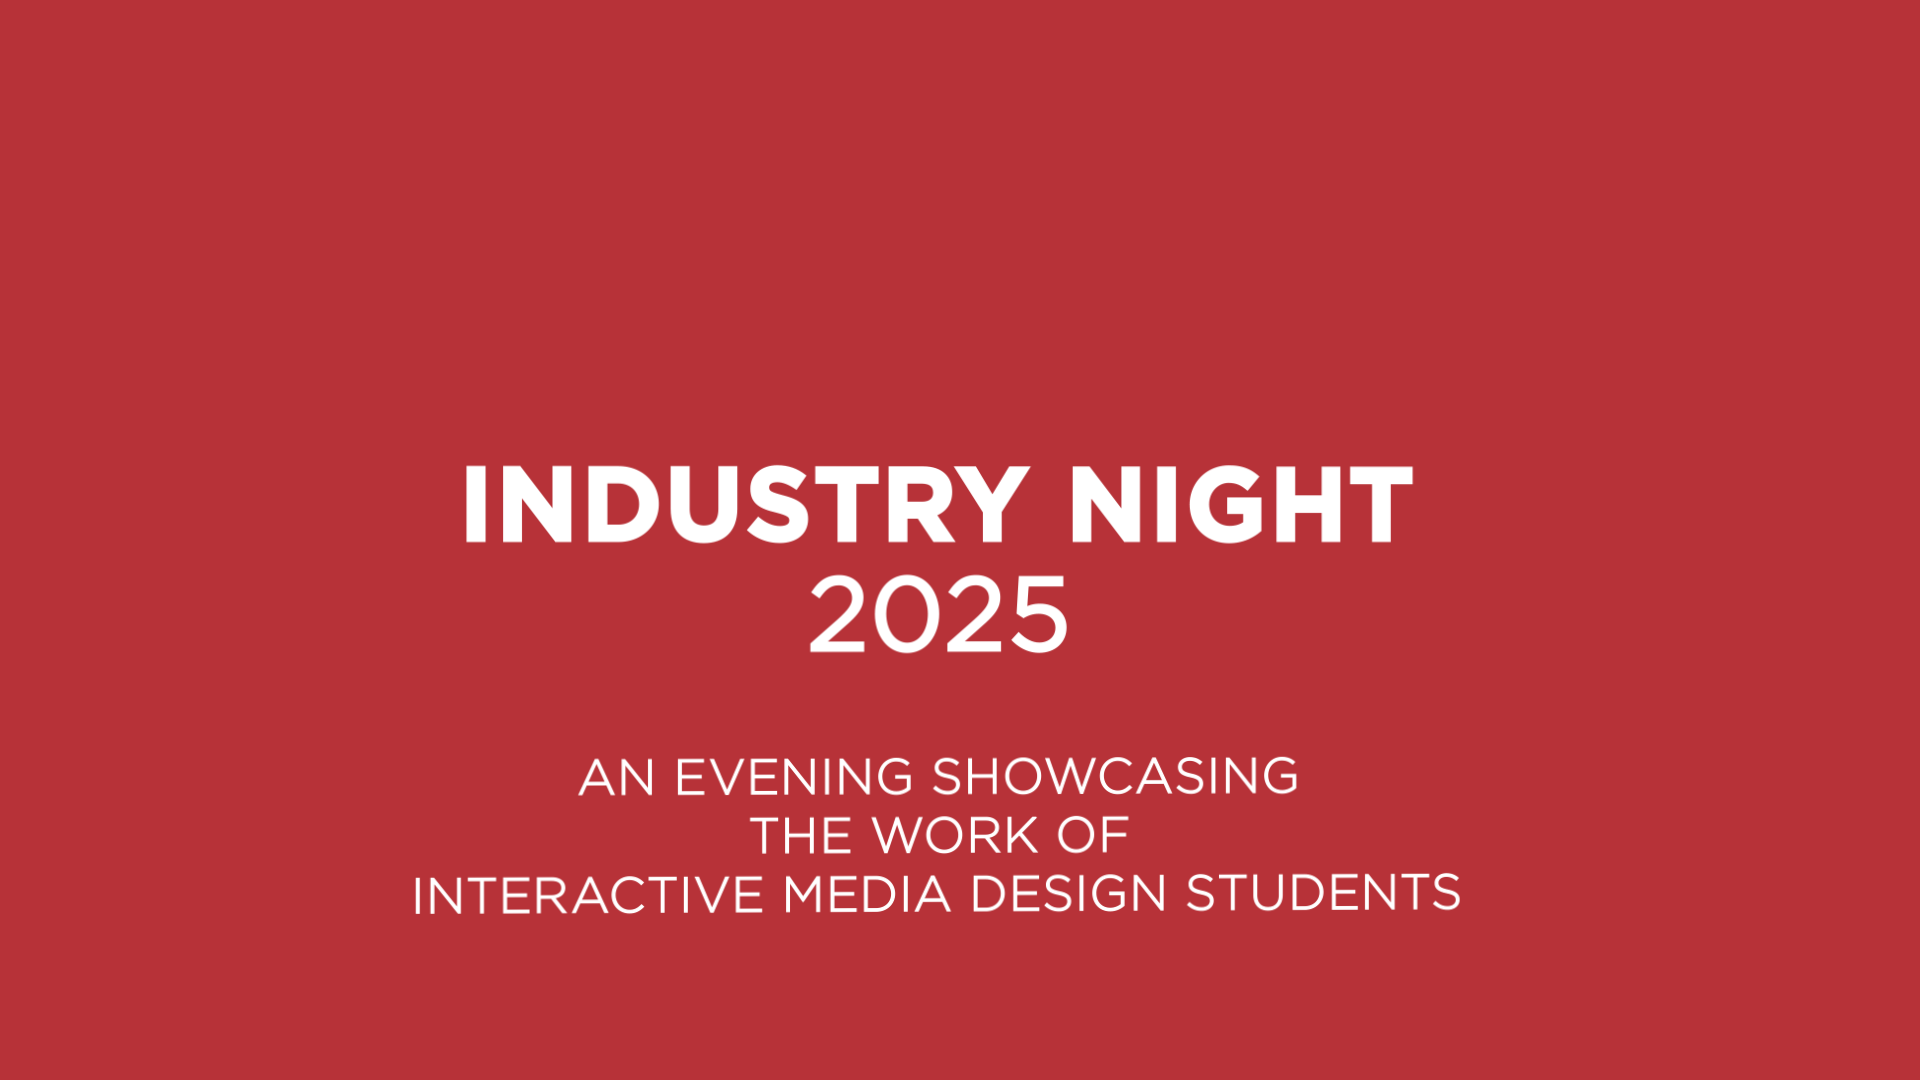 INDUSTRY NIGHT
2025
AN EVENING SHOWCASING
THE WORK OF
INTERACTIVE MEDIA DESIGN STUDENTS